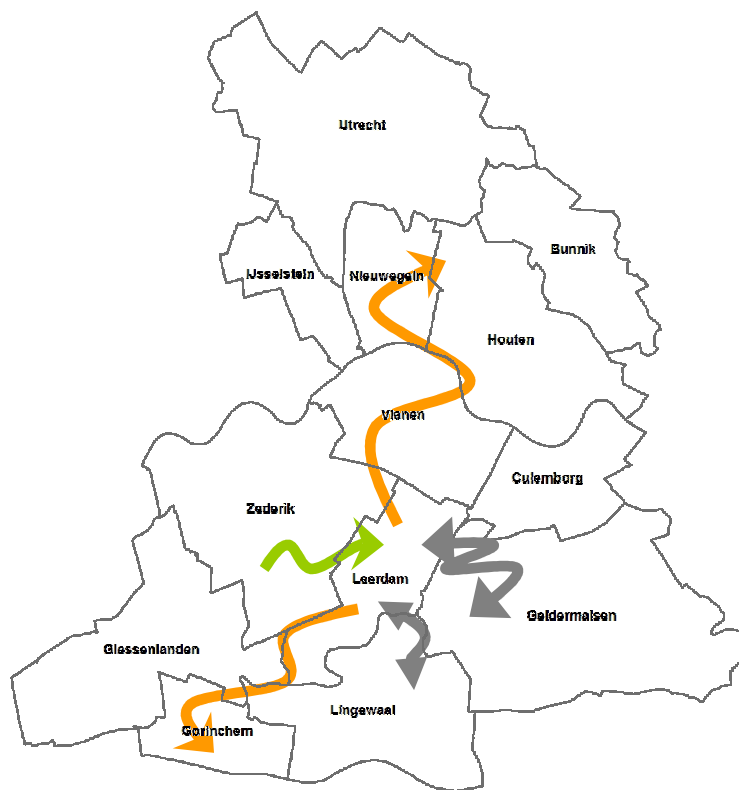 Utrecht
Bunnik
IJsselstein
Nieuwegein
Houten
Vianen
Culemborg
Zederik
Leerdam
Geldermalsen
Giessenlanden
Lingewaal
Gorinchem